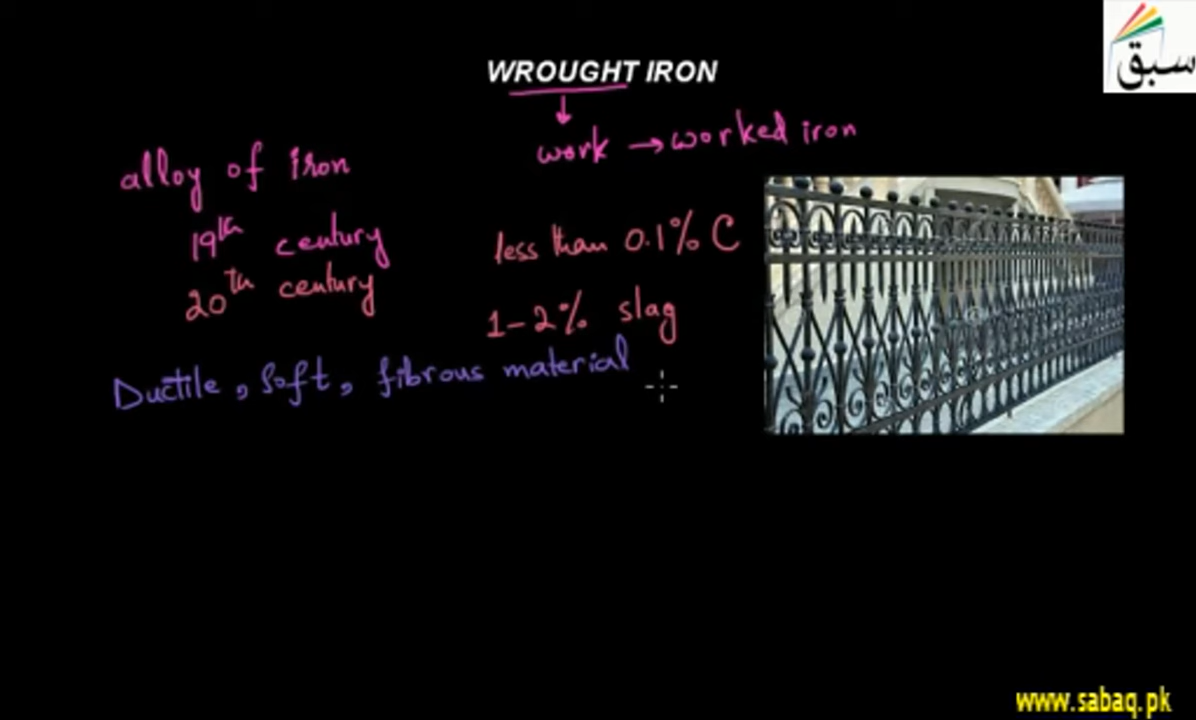 سبق
WROUGHT IRON
work → worked iron
alloy of iron
19th century
20th century
less than 0.1% C
1-2% slag
Ductile, soft, fibrous material
www.sabaq.pk